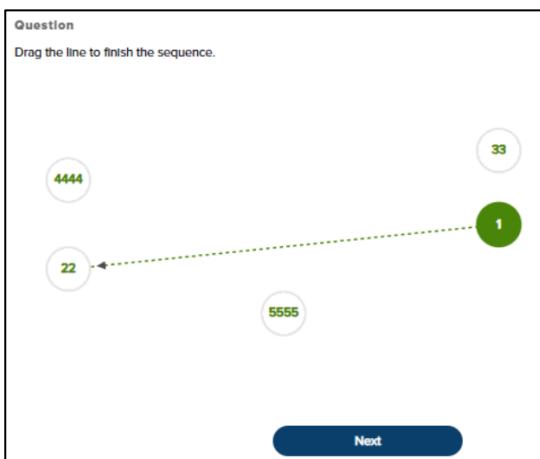 Question
Drag the line to finish the sequence.
33
4444
1
22
5555
Next